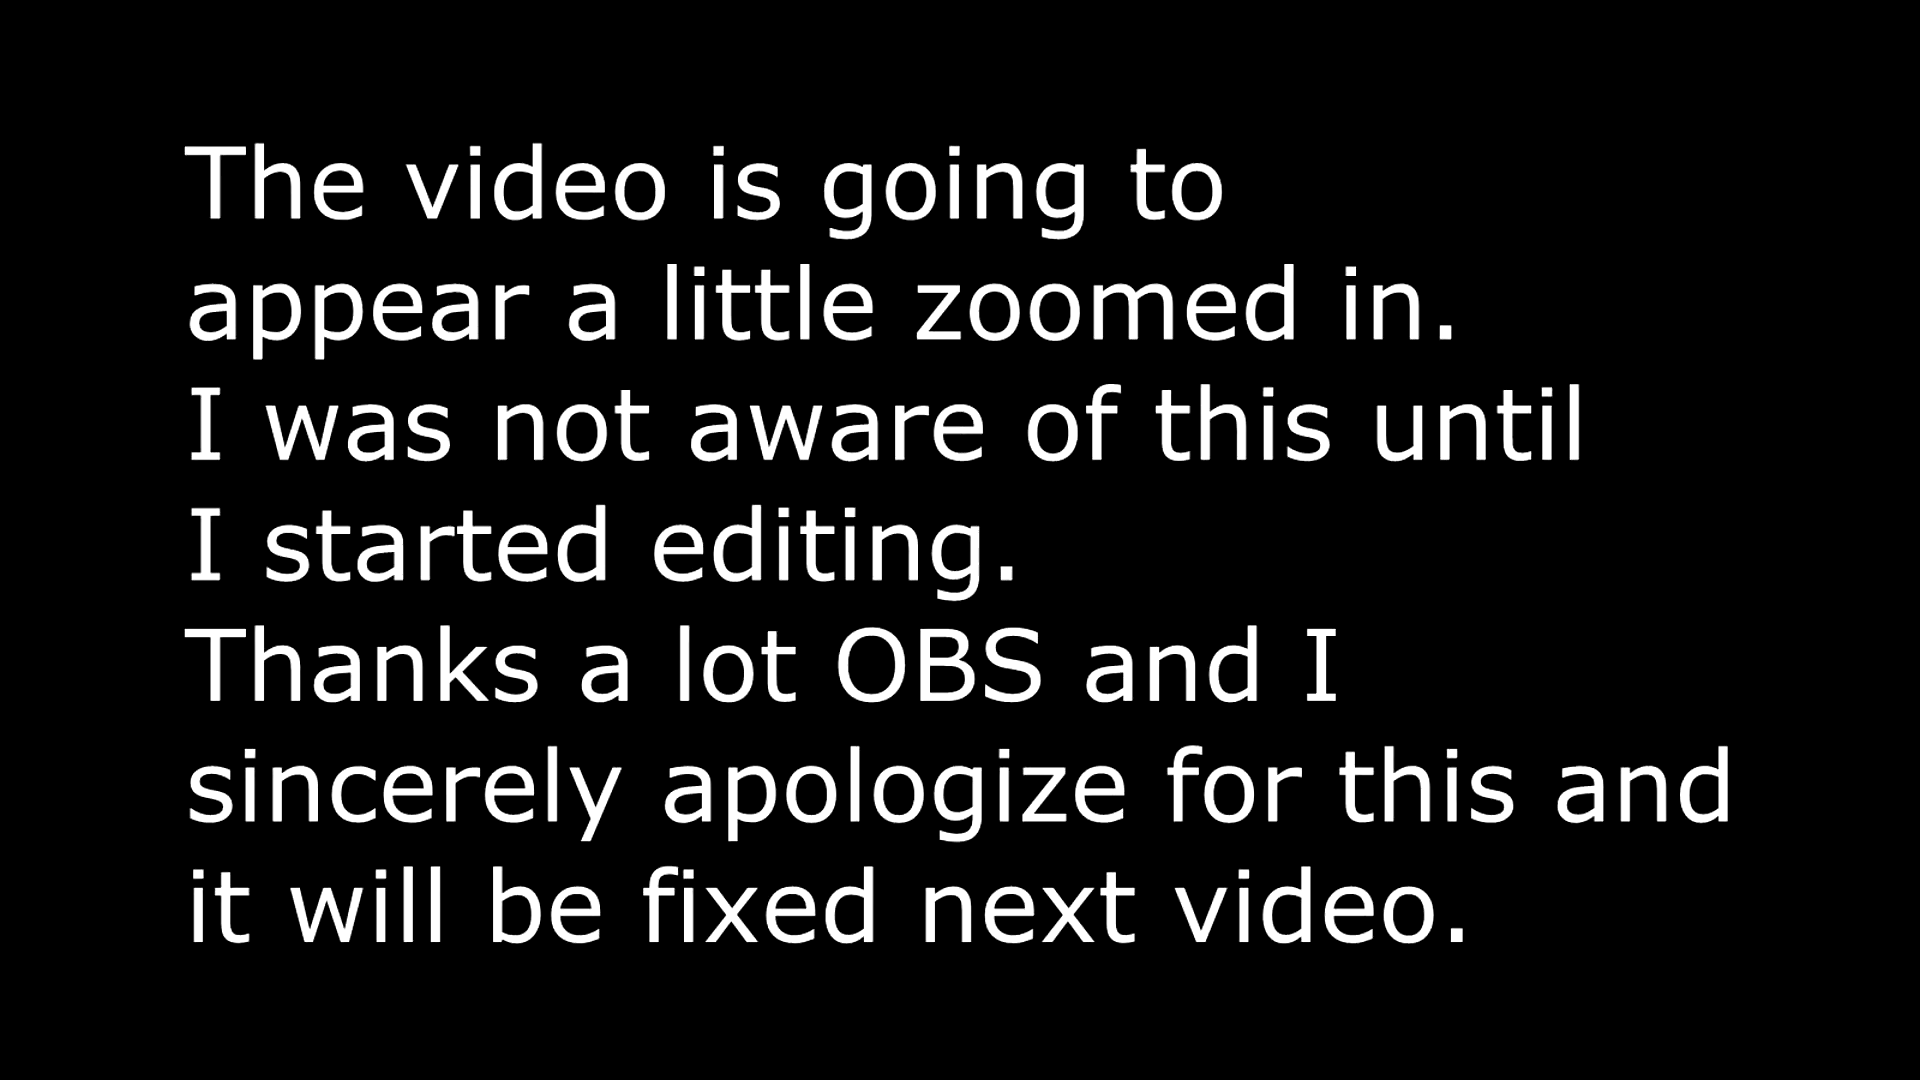 The video is going to
appear a little zoomed in.
I was not aware of this until
I started editing.
Thanks a lot OBS and I
sincerely apologize for this and
it will be fixed next video.